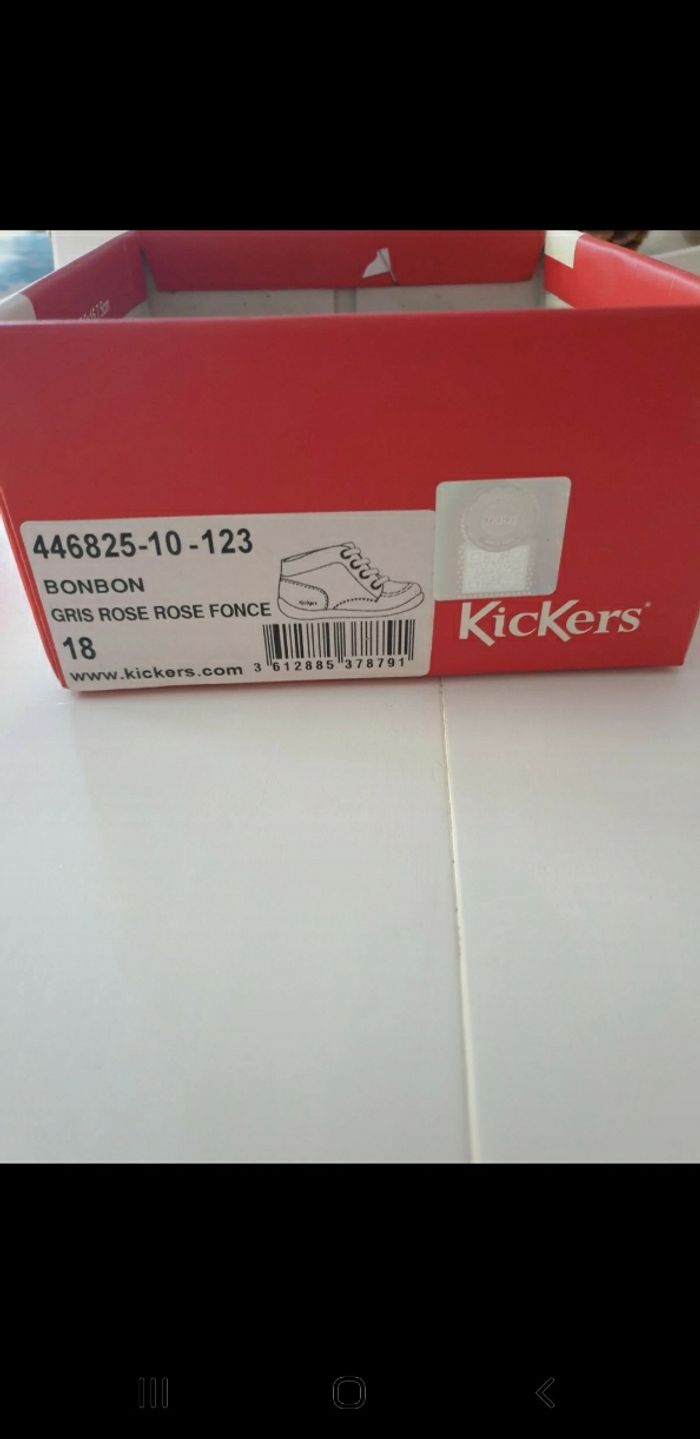 446825-10-123
BONBON
GRIS ROSE ROSE FONCE
18
www.kickers.com
3 612885 378791
KicKers